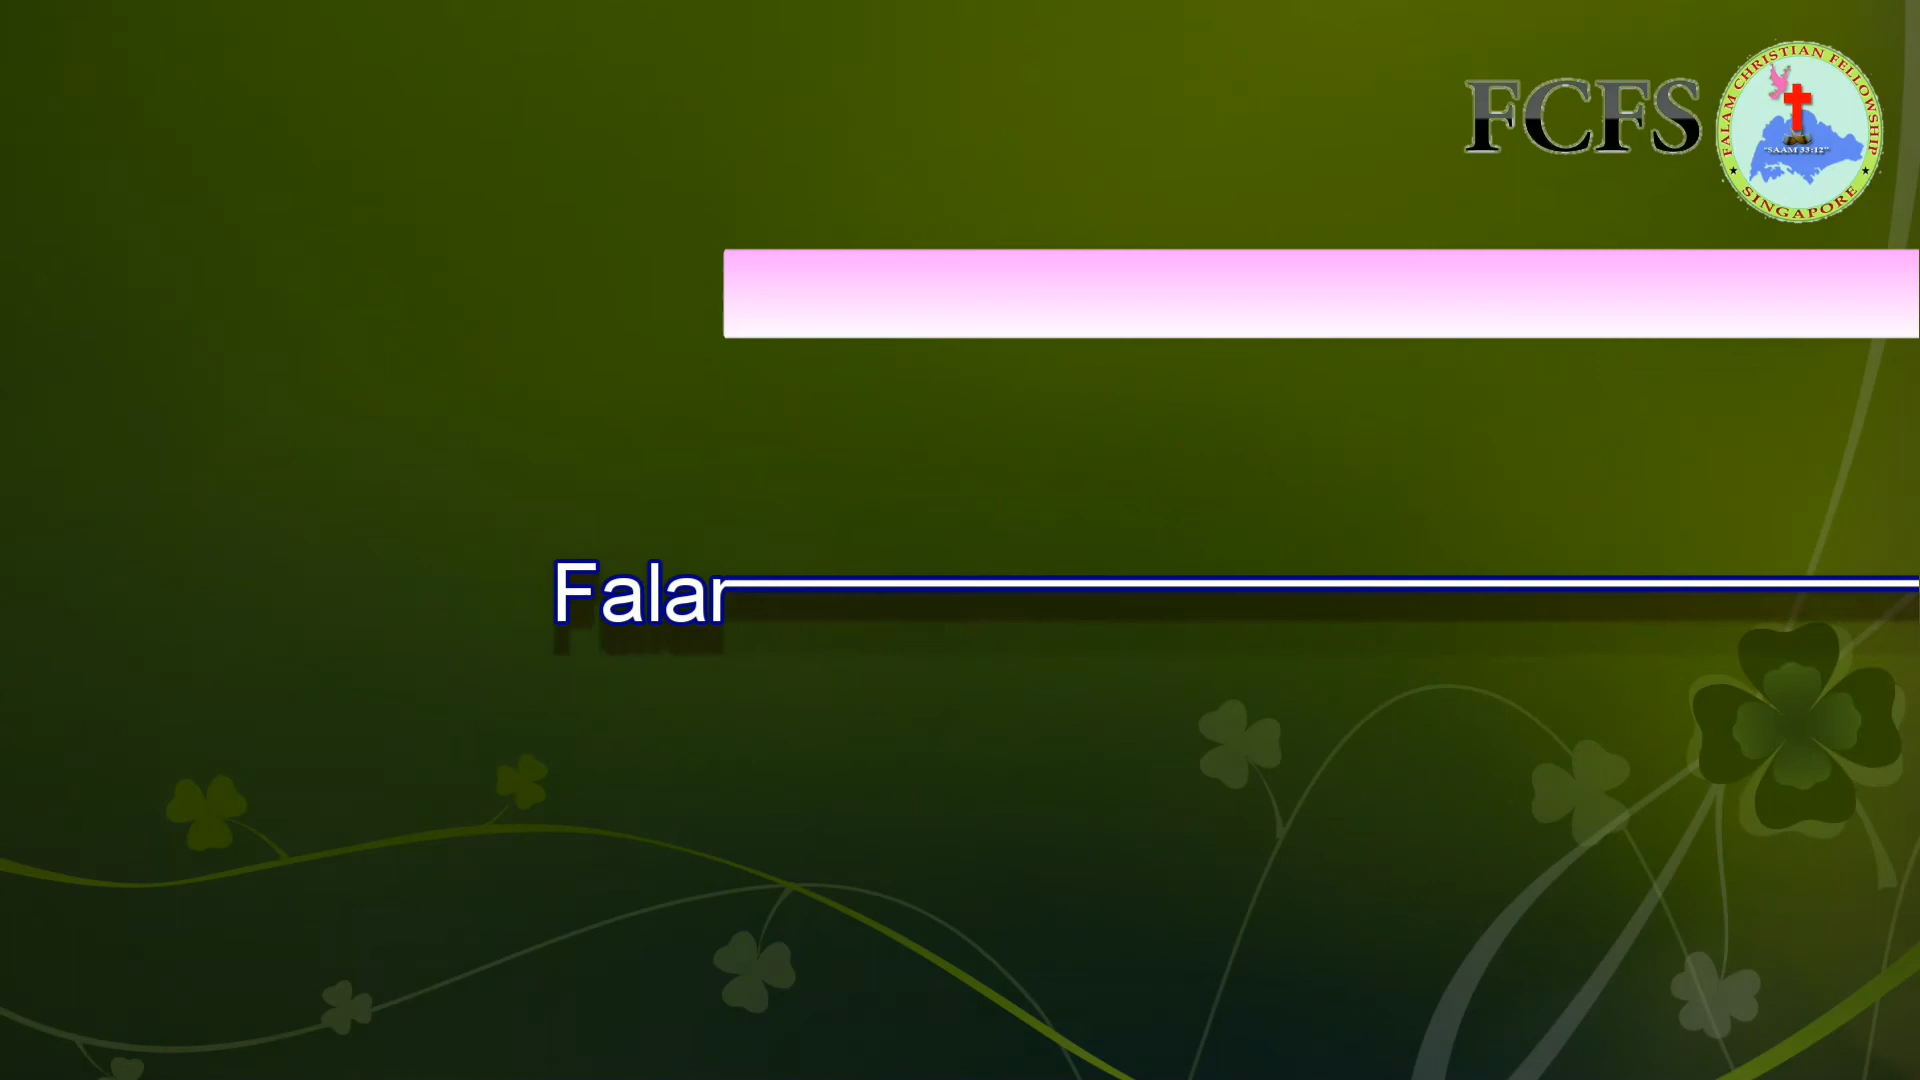 FCFS
FALAM CHRISTIAN FELLOWSHIP
"SAAM 33:12"
SINGAPORE
Falar